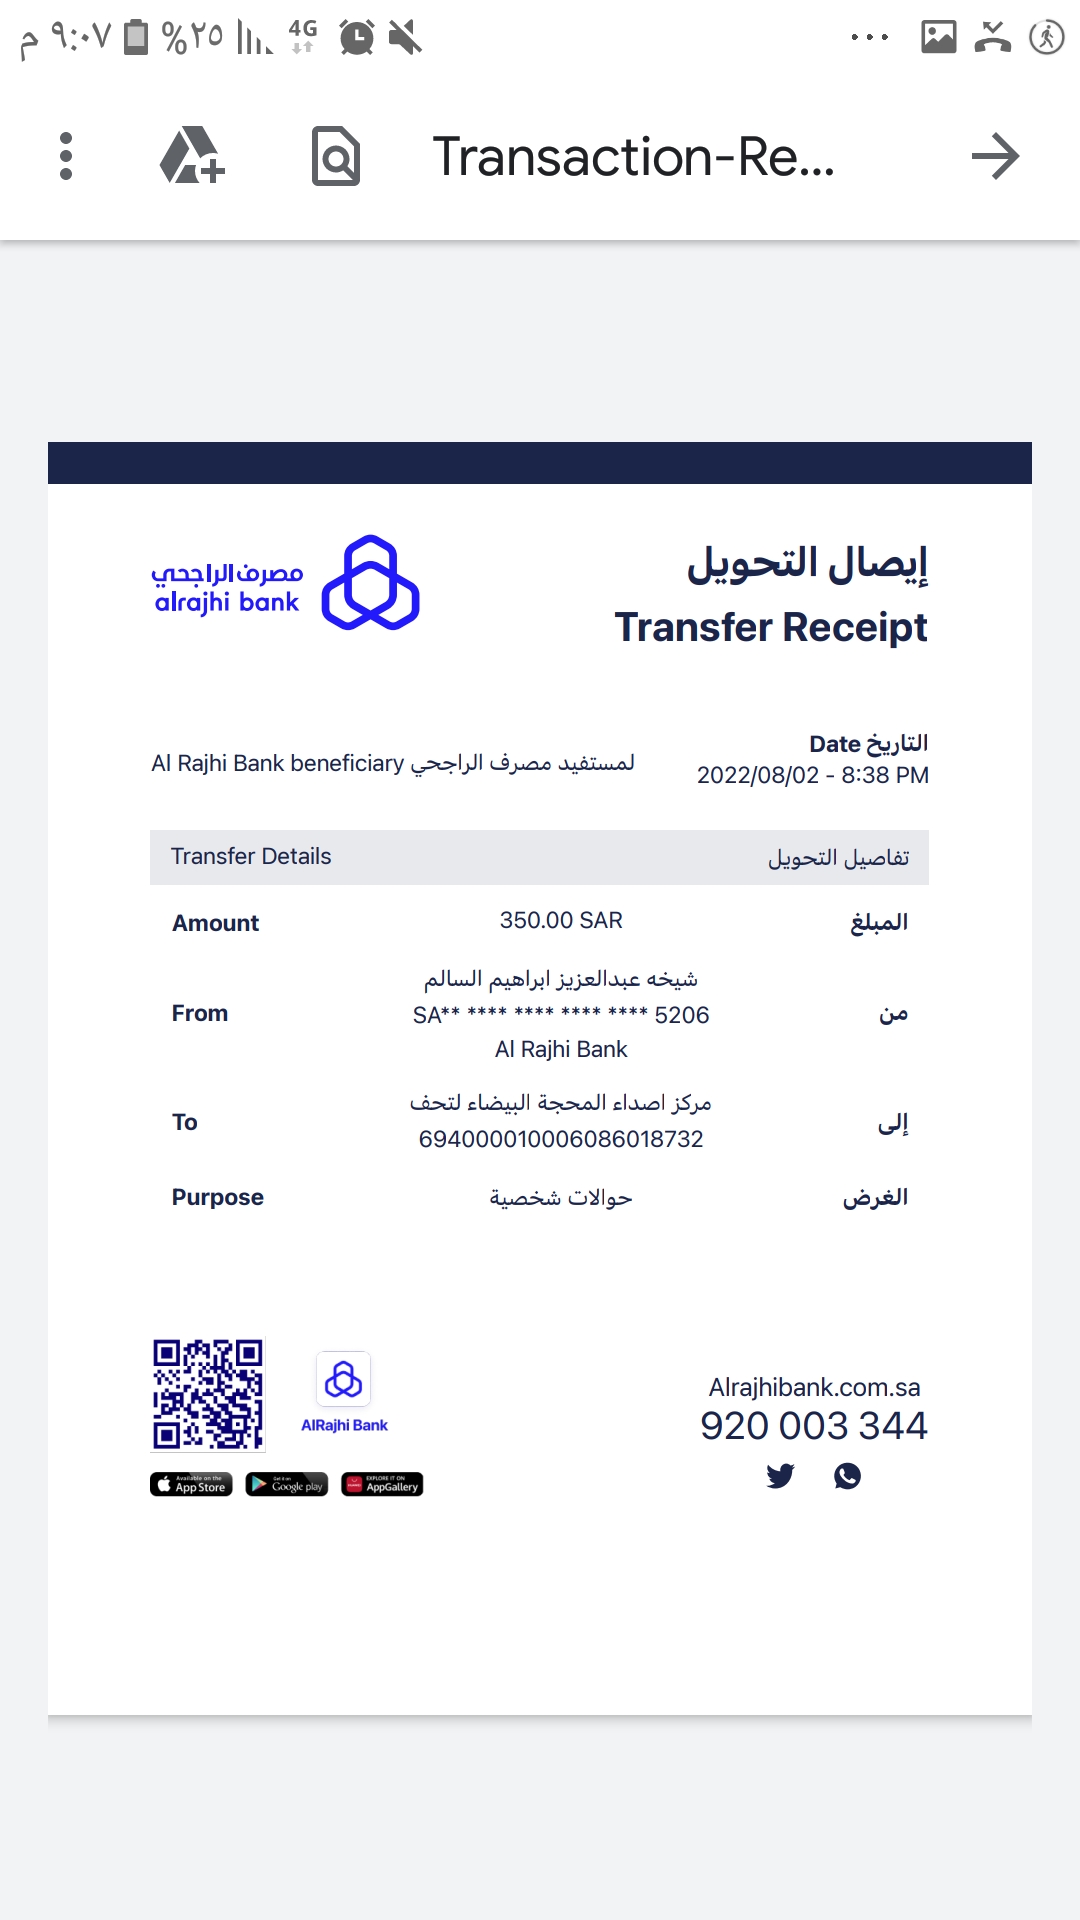 م ٩:٠٧ %٢٥ 4G
Transaction-Re...
مصرف الراجحي
alrajhi bank
إيصال التحويل
Transfer Receipt
التاريخ Date
2022/08/02 - 8:38 PM
Al Rajhi Bank beneficiary لمستفيد مصرف الراجحي
Transfer Details تفاصيل التحويل
Amount 350.00 SAR المبلغ
شيخه عبدالعزيز ابراهيم السالم
From SA** **** **** **** **** 5206 من
Al Rajhi Bank
مركز اصداء المحجة البيضاء لتحف
To إلى
694000010006086018732
Purpose حوالات شخصية الغرض
AlRajhi Bank
Available on the App Store
Get it on Google play
EXPLORE IT ON AppGallery
Alrajhibank.com.sa
920 003 344